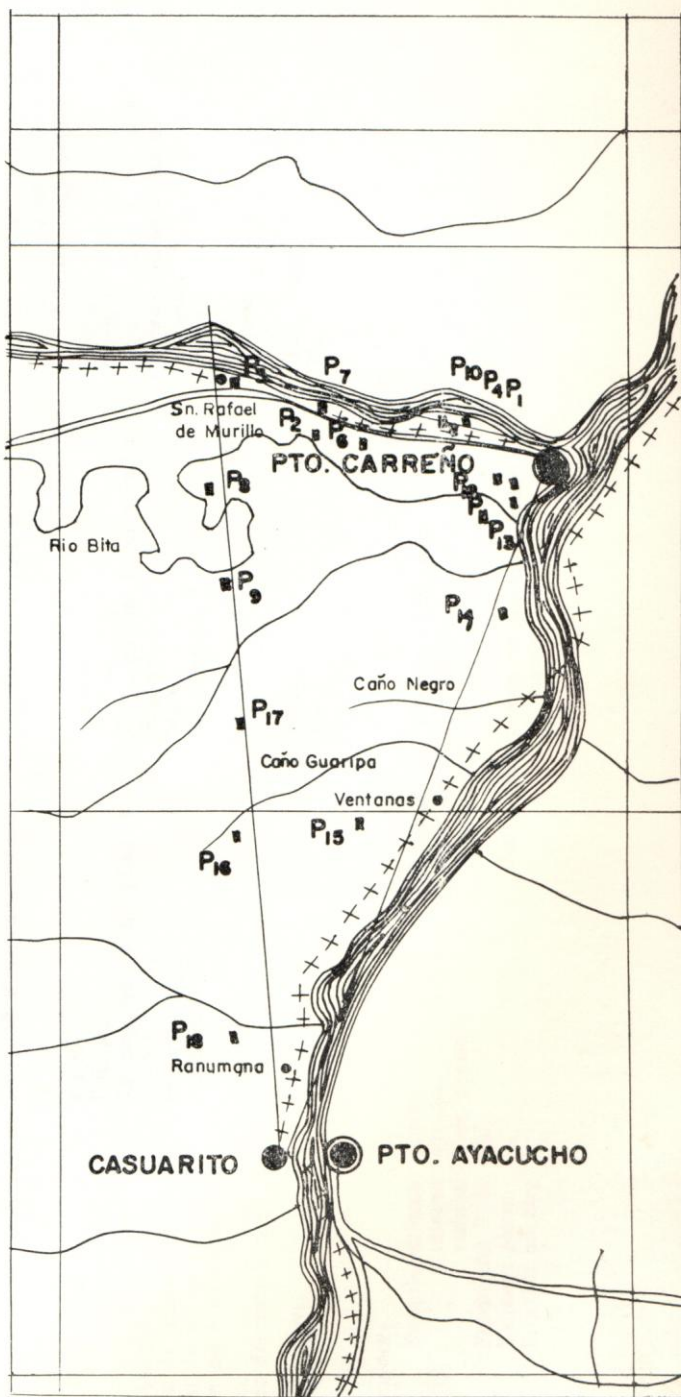 P5
P7
P10
P4
P1
Sn. Rafael
de Murillo
P2
P6
PTO. CARREÑO
P8
P13
Rio Bita
P9
P14
Caño Negro
P17
Caño Guaripa
Ventanas
P15
P16
P18
Ranumgna
CASUARITO
PTO. AYACUCHO